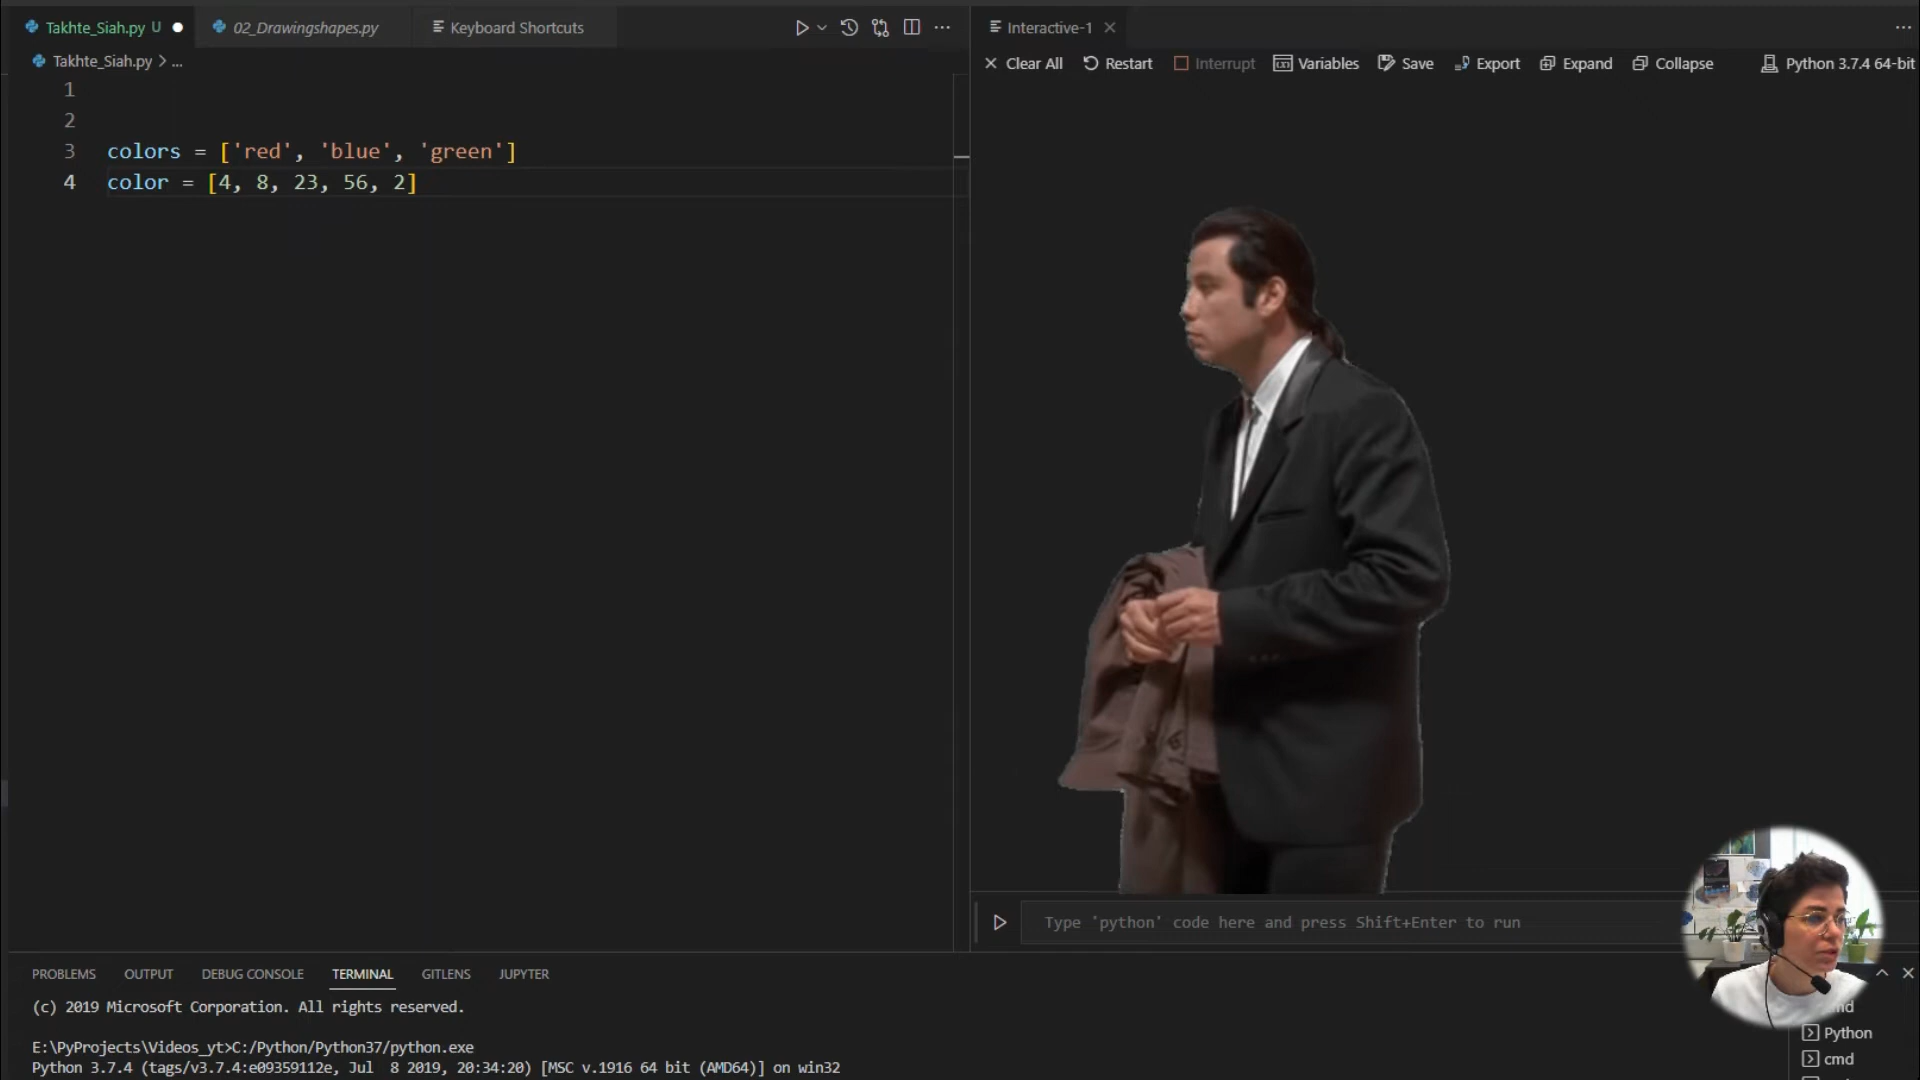 Takhte_Siah.py U
02_Drawingshapes.py
Keyboard Shortcuts
Interactive-1
Takhte_Siah.py > ...
Clear All
Restart
Interrupt
Variables
Save
Export
Expand
Collapse
Python 3.7.4 64-bit
1
2
3 colors = ['red', 'blue', 'green']
4 color = [4, 8, 23, 56, 2]
Type 'python' code here and press Shift+Enter to run
PROBLEMS
OUTPUT
DEBUG CONSOLE
TERMINAL
GITLENS
JUPYTER
(c) 2019 Microsoft Corporation. All rights reserved.
E:\PyProjects\Videos_yt>C:/Python/Python37/python.exe
Python 3.7.4 (tags/v3.7.4:e09359112e, Jul  8 2019, 20:34:20) [MSC v.1916 64 bit (AMD64)] on win32
Python
cmd